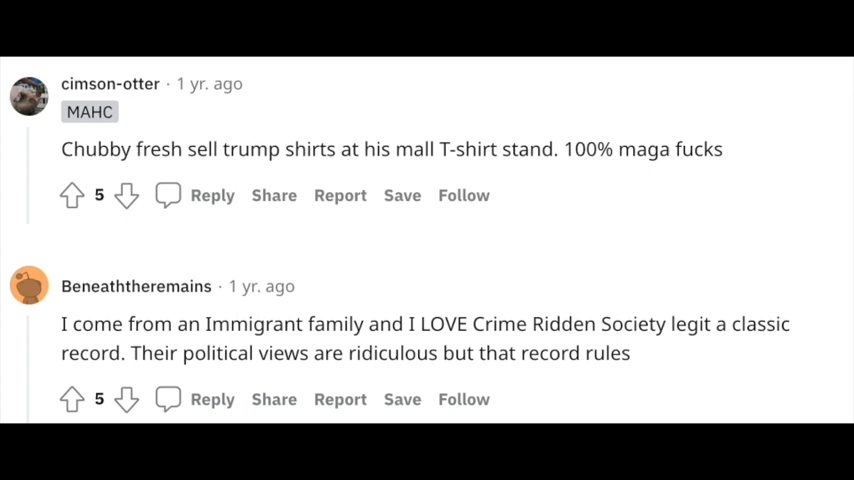 cimson-otter · 1 yr. ago
MAHC
Chubby fresh sell trump shirts at his mall T-shirt stand. 100% maga fucks
5 Reply Share Report Save Follow
Beneaththeremains · 1 yr. ago
I come from an Immigrant family and I LOVE Crime Ridden Society legit a classic
record. Their political views are ridiculous but that record rules
5 Reply Share Report Save Follow